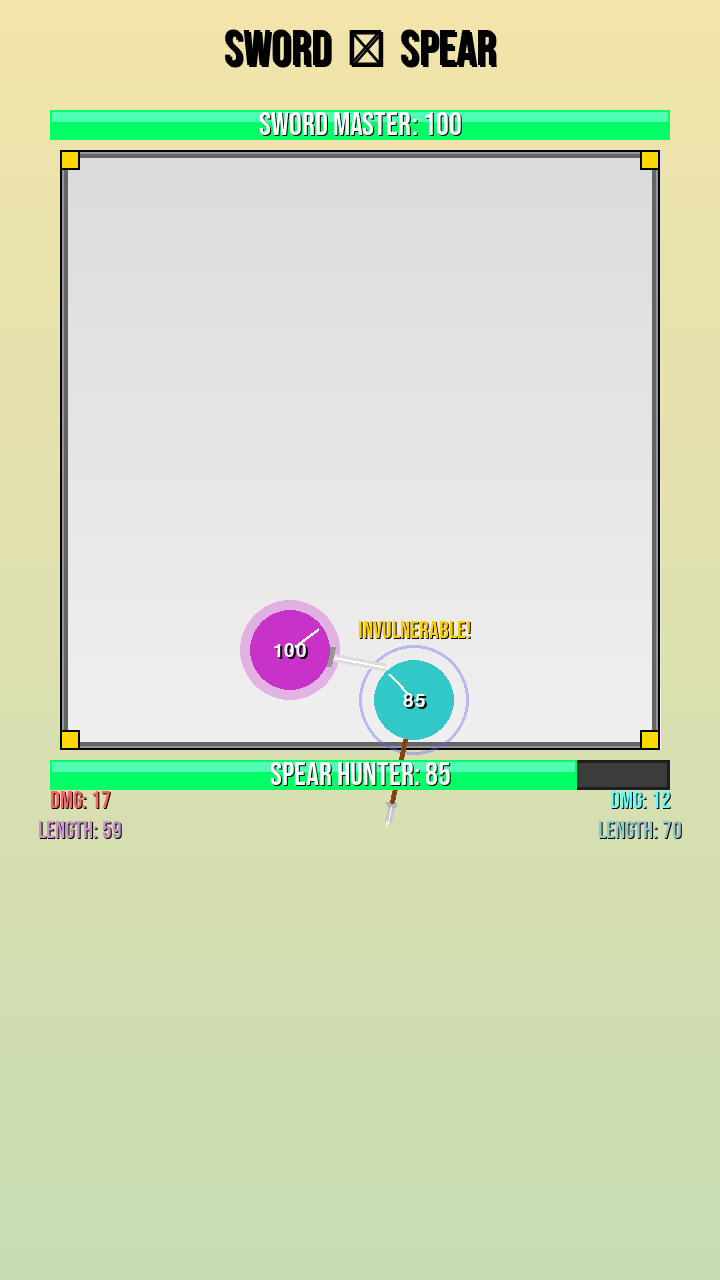 SWORD ☒ SPEAR
SWORD MASTER: 100
INVULNERABLE!
100
85
SPEAR HUNTER: 85
DMG: 17
DMG: 12
LENGTH: 59
LENGTH: 70